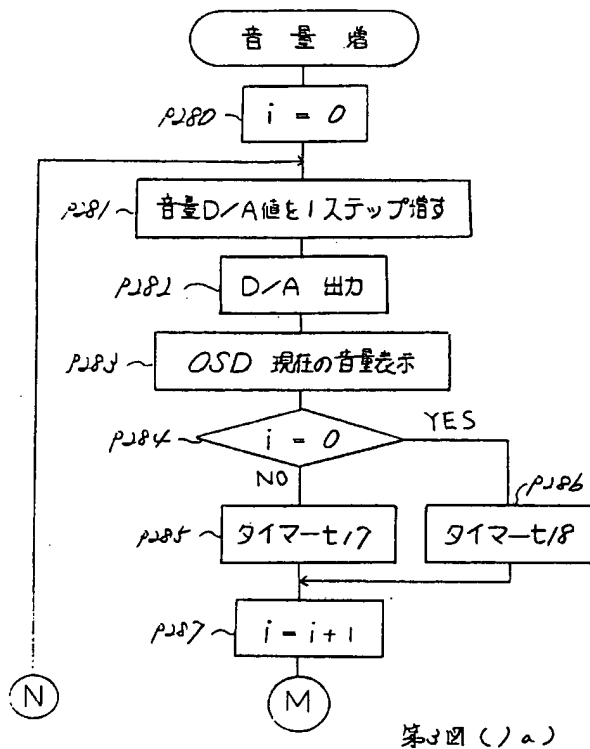 音量増
P280
i = 0
P281
音量D/A値を1ステップ増す
P282
D/A 出力
P283
OSD 現在の音量表示
P284
i = 0
YES
NO
P285
タイマーt17
P286
タイマーt18
P287
i = i+1
N
M
第3図